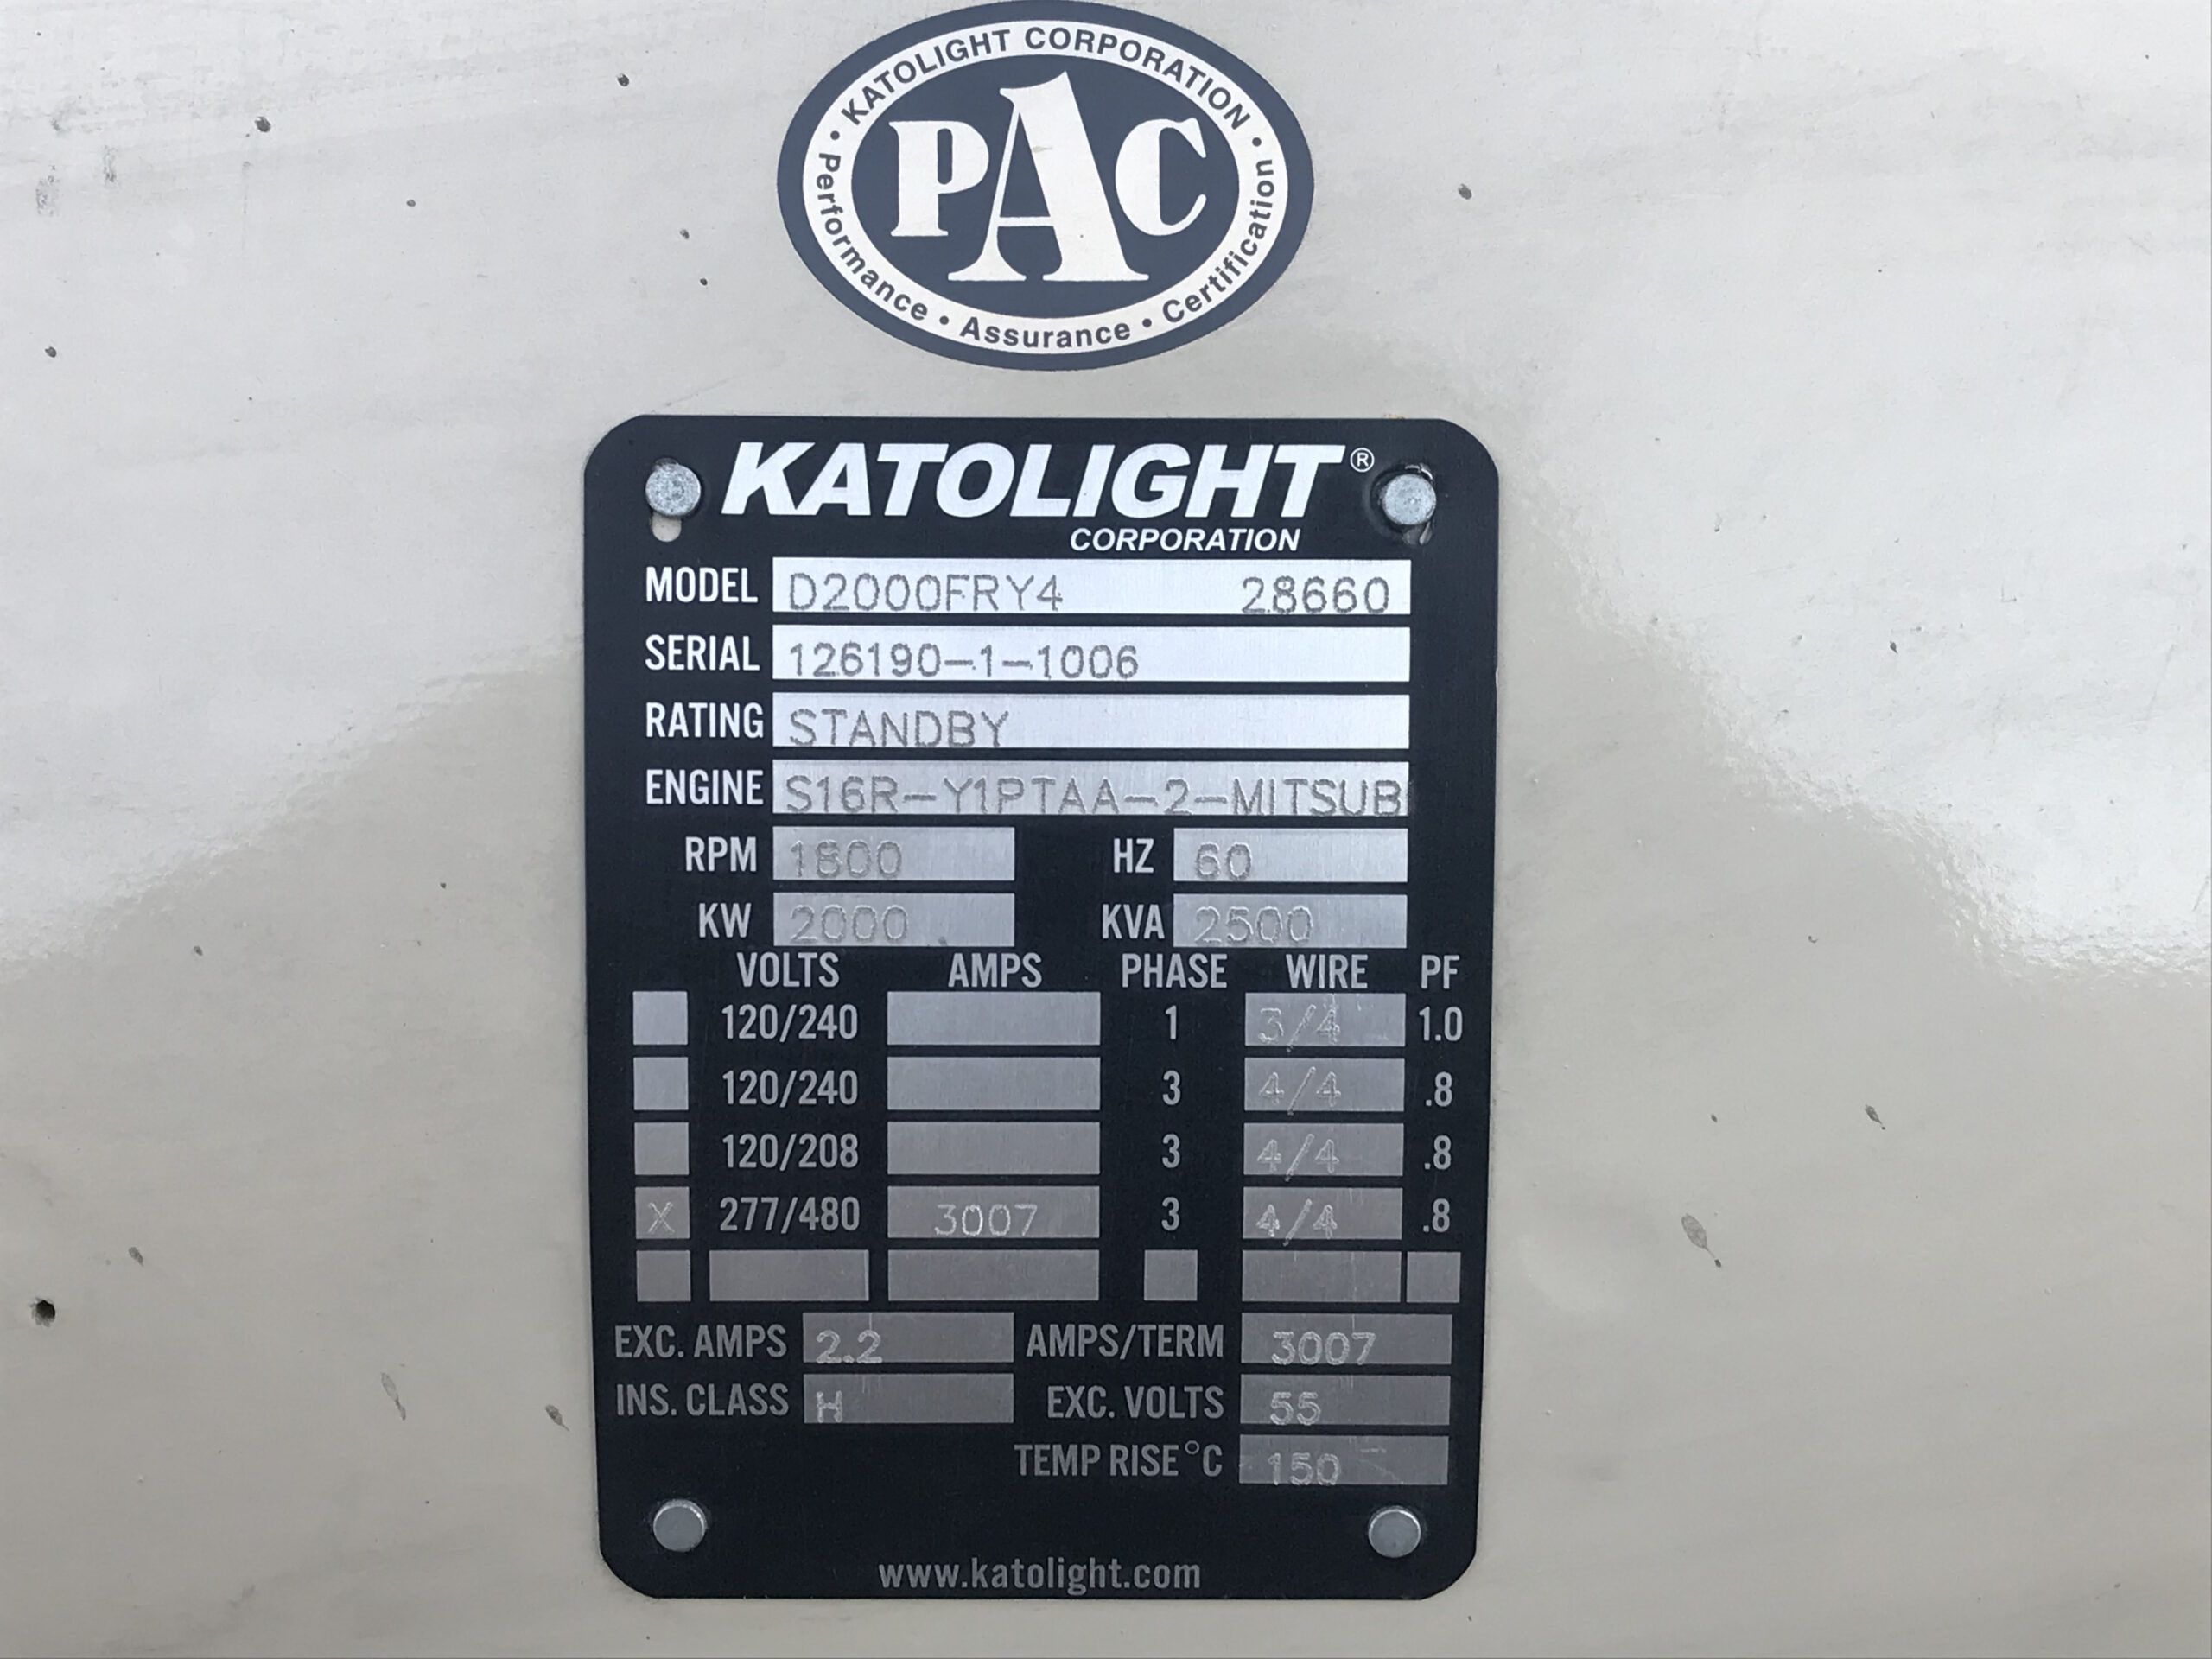 • KATOLIGHT CORPORATION •
PAC
Performance • Assurance • Certification
KATOLIGHT®
CORPORATION
MODEL D2000FRY4 28660
SERIAL 126190-1-1006
RATING STANDBY
ENGINE S16R-Y1PTAA-2-MITSUB
RPM 1800 HZ 60
KW 2000 KVA 2500
VOLTS AMPS PHASE WIRE PF
120/240 1 3/4 1.0
120/240 3 4/4 .8
120/208 3 4/4 .8
X 277/480 3007 3 4/4 .8
EXC. AMPS 2.2 AMPS/TERM 3007
INS. CLASS H EXC. VOLTS 55
TEMP RISE °C 150
www.katolight.com